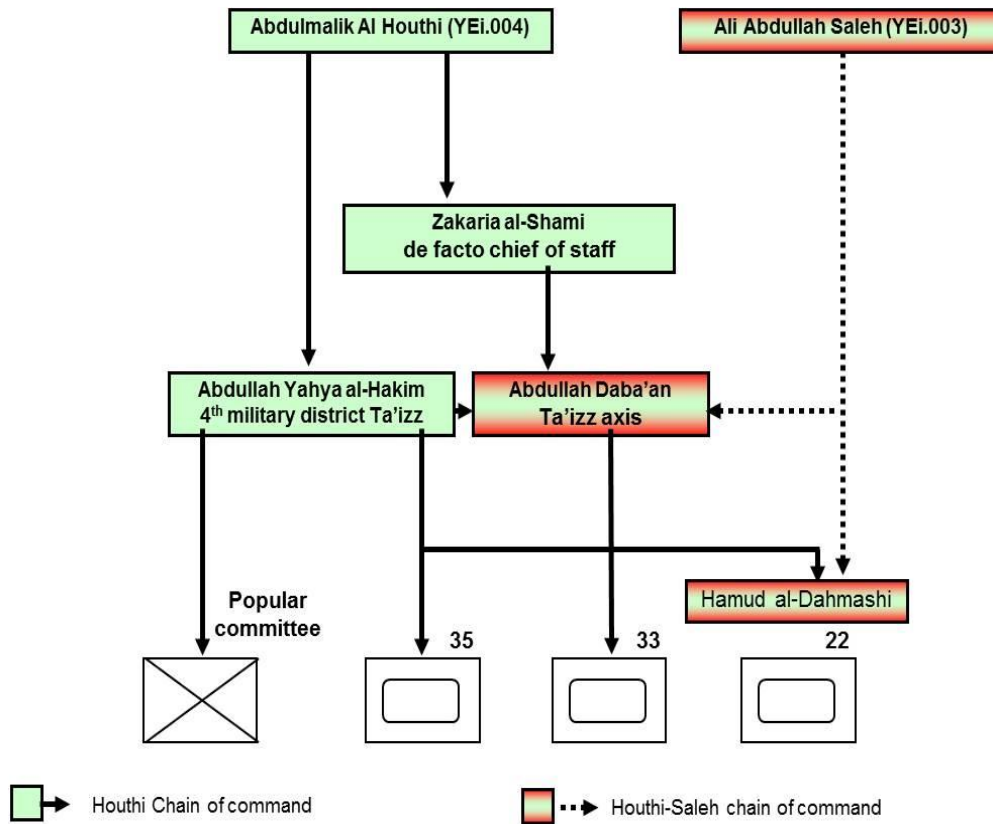 Abdulmalik Al Houthi (YEi.004)
Ali Abdullah Saleh (YEi.003)
Zakaria al-Shami
de facto chief of staff
Abdullah Yahya al-Hakim
4th military district Ta'izz
Abdullah Daba'an
Ta'izz axis
Hamud al-Dahmashi
Popular
committee
35
33
22
Houthi Chain of command
Houthi-Saleh chain of command